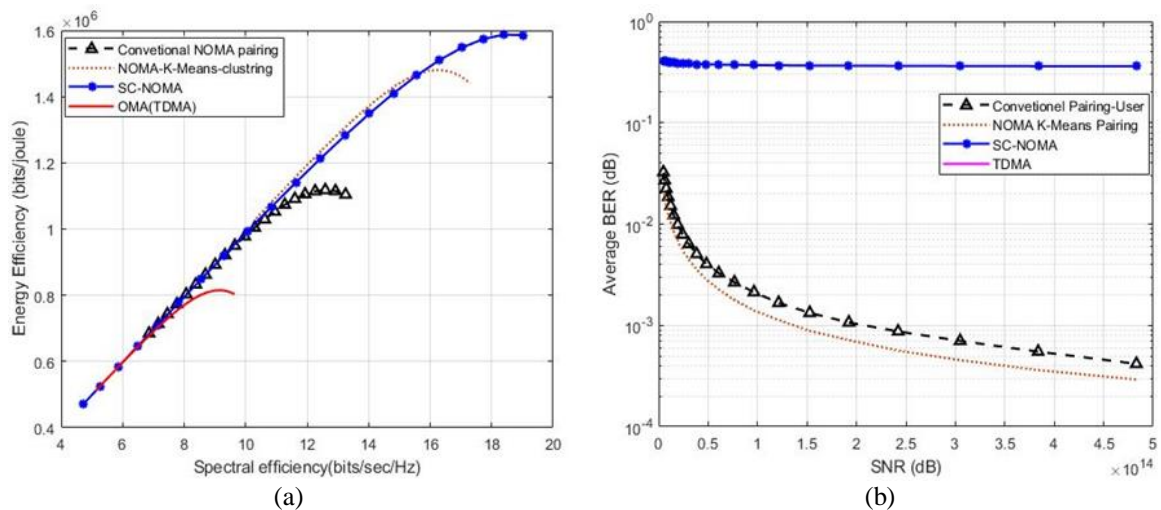 ×10^6
1.6
1.4
1.2
1
0.8
0.6
0.4
Energy Efficiency (bits/joule)
Convetional NOMA pairing
NOMA-K-Means-clustring
SC-NOMA
OMA(TDMA)
4 6 8 10 12 14 16 18 20
Spectral efficiency(bits/sec/Hz)
(a)
10^0
10^-1
10^-2
10^-3
10^-4
Average BER (dB)
Convetionel Pairing-User
NOMA K-Means Pairing
SC-NOMA
TDMA
0 0.5 1 1.5 2 2.5 3 3.5 4 4.5 5
SNR (dB)
×10^14
(b)